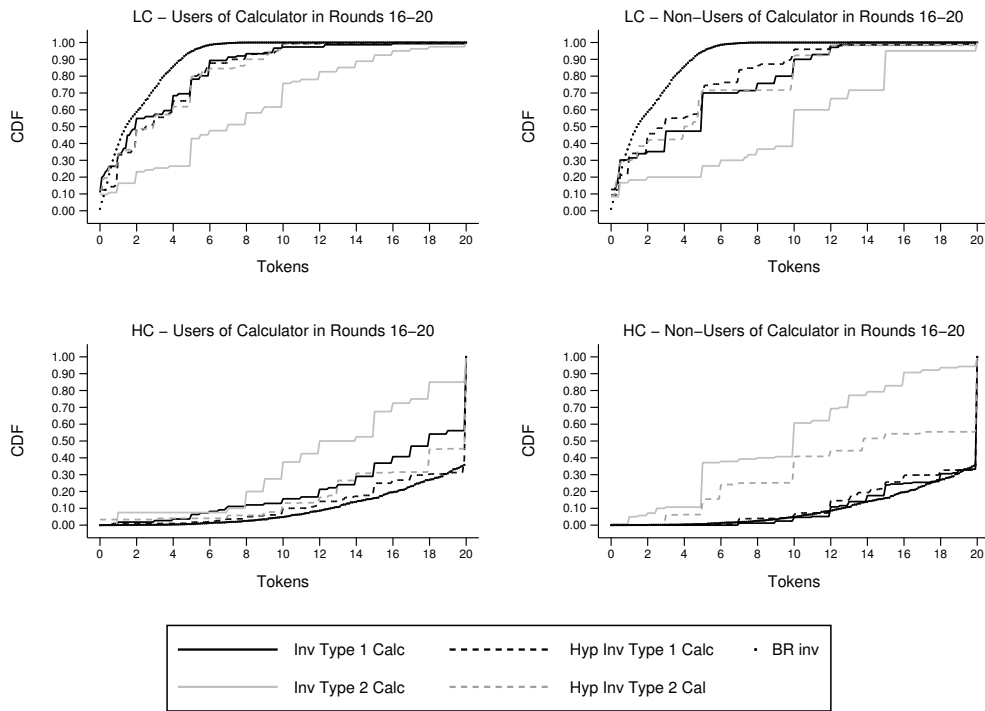 LC − Users of Calculator in Rounds 16−20
1.00
0.90
0.80
0.70
0.60
0.50
0.40
0.30
0.20
0.10
0.00
CDF
0 2 4 6 8 10 12 14 16 18 20
Tokens
LC − Non−Users of Calculator in Rounds 16−20
1.00
0.90
0.80
0.70
0.60
0.50
0.40
0.30
0.20
0.10
0.00
CDF
0 2 4 6 8 10 12 14 16 18 20
Tokens
HC − Users of Calculator in Rounds 16−20
1.00
0.90
0.80
0.70
0.60
0.50
0.40
0.30
0.20
0.10
0.00
CDF
0 2 4 6 8 10 12 14 16 18 20
Tokens
HC − Non−Users of Calculator in Rounds 16−20
1.00
0.90
0.80
0.70
0.60
0.50
0.40
0.30
0.20
0.10
0.00
CDF
0 2 4 6 8 10 12 14 16 18 20
Tokens
Inv Type 1 Calc Hyp Inv Type 1 Calc BR inv
Inv Type 2 Calc Hyp Inv Type 2 Cal